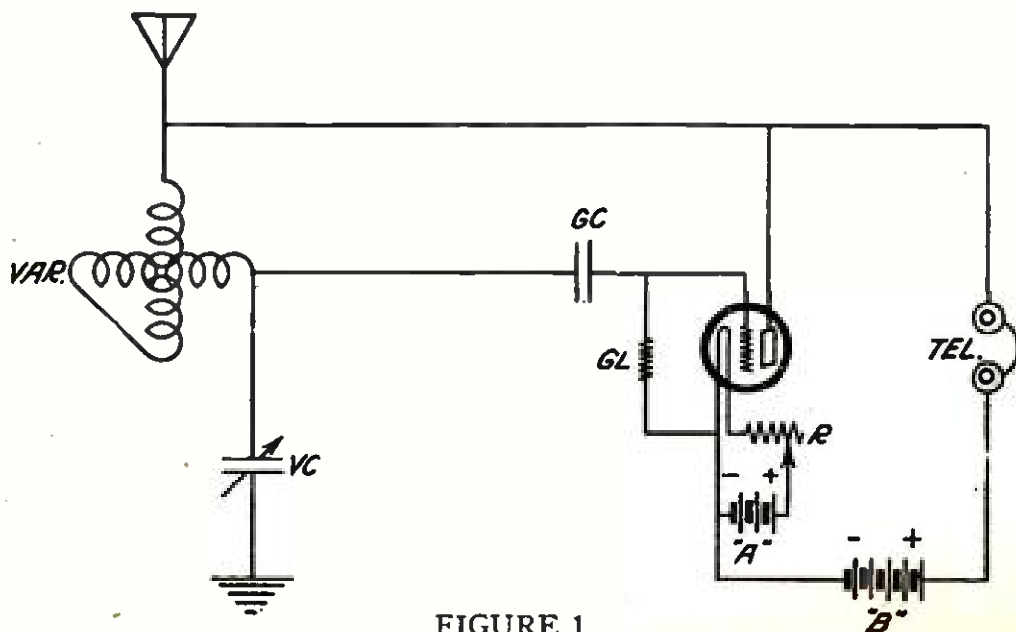 VAR.
GC
GL
TEL.
R
VC
- +
"A"
- +
"B"
FIGURE 1